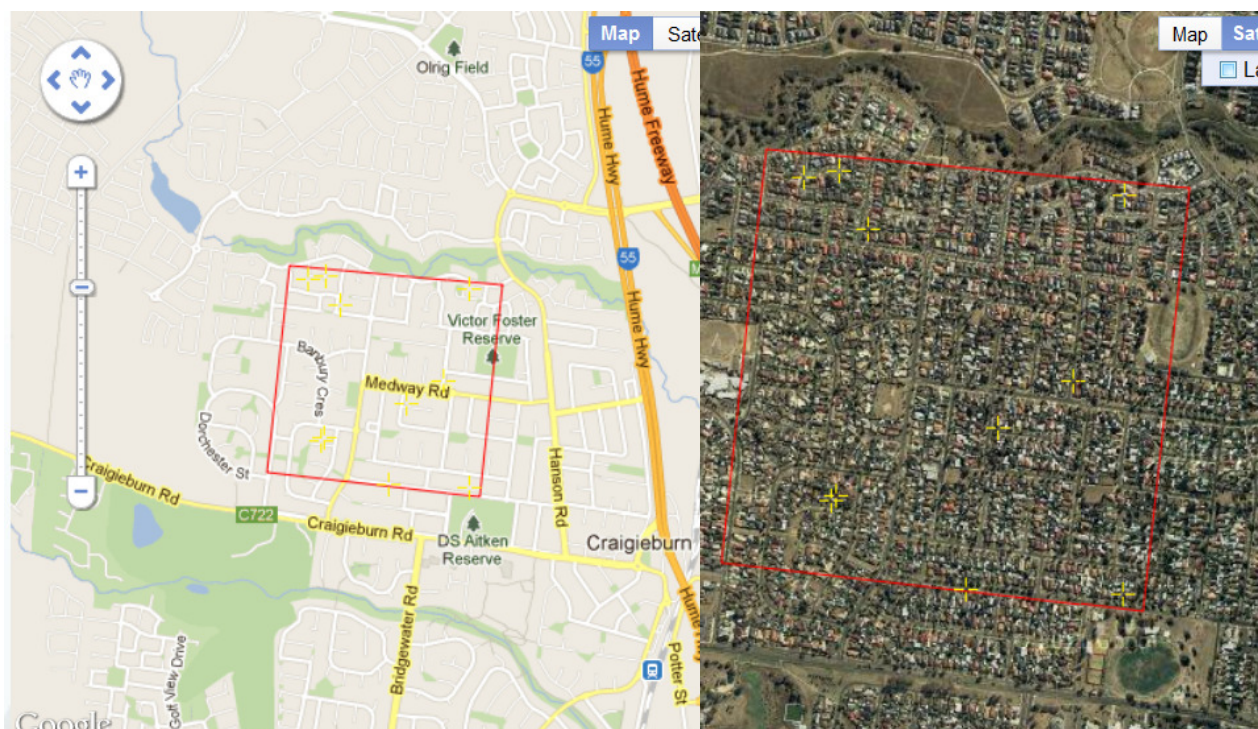 Map
Sate
Olrig Field
55
Hume Freeway
Hume Hwy
55
M
Hume Hwy
Victor Foster
Reserve
Banbury Cres
Medway Rd
Dorchester St
Craigieburn Rd
C722
Hanson Rd
Craigieburn Rd
DS Aitken
Reserve
Craigieburn
Bridgewater Rd
Hume Hwy
Potter St
Golf View Drive
Google
Map
Sat
La